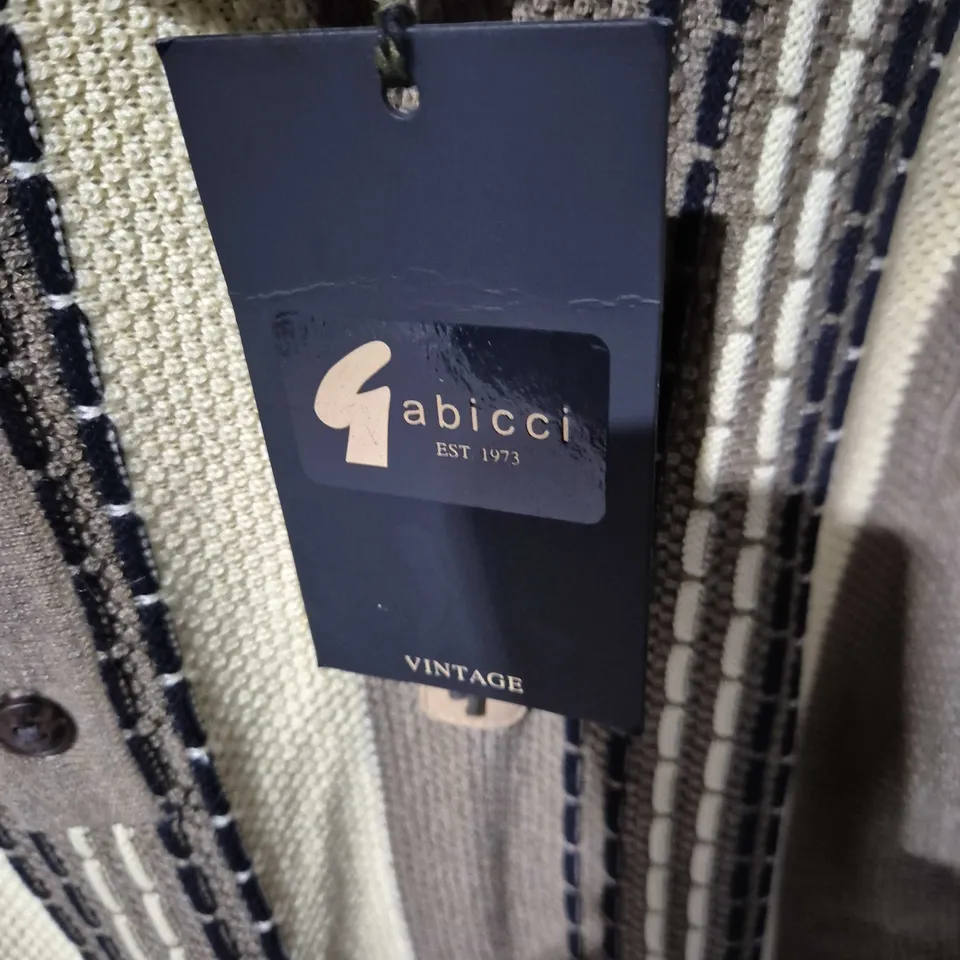 Gabicci
EST 1973
VINTAGE